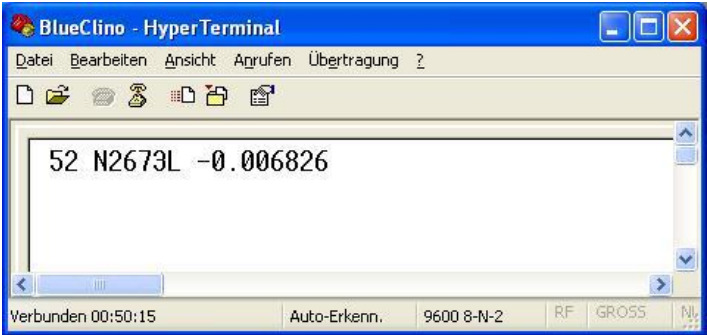 BlueClino - HyperTerminal
Datei Bearbeiten Ansicht Anrufen Übertragung ?
52 N2673L -0.006826
Verbunden 00:50:15 Auto-Erkenn. 9600 8-N-2 RF GROSS